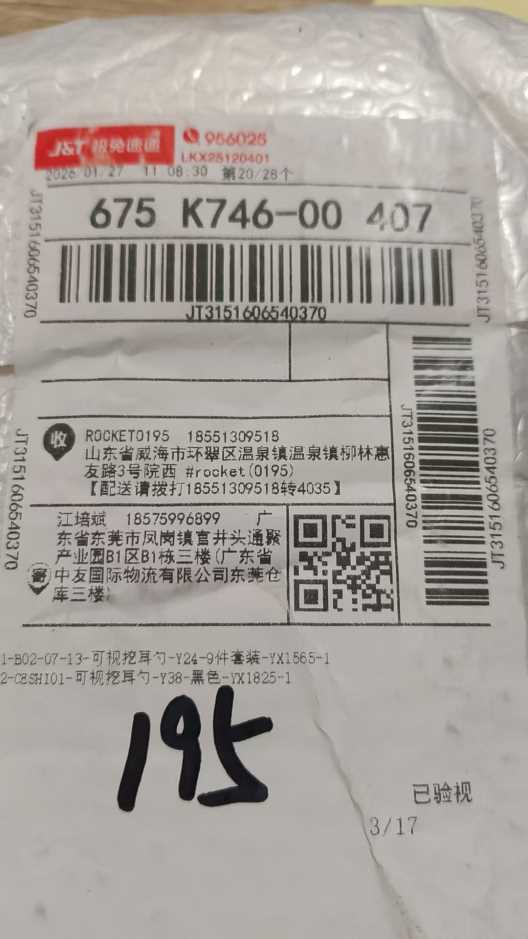 J&T 极兔速递 956025
LKX25120401
2026/01/27 11:08:30 第20/28个
675 K746-00 407
JT3151606540370
JT3151606540370
JT3151606540370
JT3151606540370
收 ROCKET0195 18551309518
山东省威海市环翠区温泉镇温泉镇柳林惠
友路3号院西 #rocket(0195)
【配送请拨打18551309518转4035】
JT3151606540370
JT3151606540370
寄 江培斌 18575996899 广
东省东莞市凤岗镇官井头通聚
产业园B1区B1栋三楼(广东省
中友国际物流有限公司东莞仓
库三楼)
1-B02-07-13-可视挖耳勺-Y24-9件套装-YX1565-1
2-C8SHI01-可视挖耳勺-Y38-黑色-YX1825-1
195
已验视
3/17